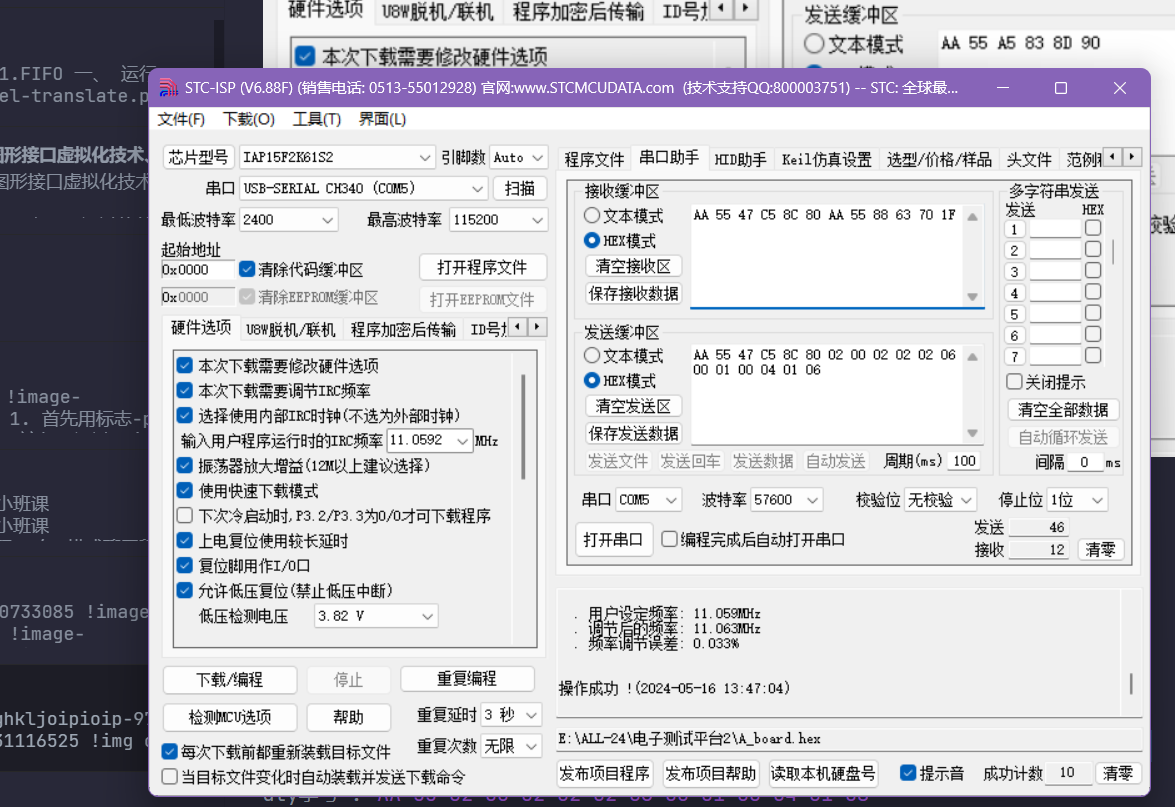 硬件选项 U8W脱机/联机 程序加密后传输
本次下载需要修改硬件选项
发送缓冲区
文本模式
AA 55 A5 83 8D 90
1.FIFO 一、 运行
el-translate.p
图形接口虚拟化技术
!image-
1. 首先用标志-p
小班课
小班课
0733085 !image
!image-
ghkljoipioip-97
31116525 !img
STC-ISP (V6.88F) (销售电话: 0513-55012928) 官网:www.STCMCUDATA.com (技术支持QQ:800003751) -- STC: 全球最...
文件(F) 下载(O) 工具(T) 界面(L)
芯片型号 IAP15F2K61S2 引脚数 Auto
串口 USB-SERIAL CH340 (COM5) 扫描
最低波特率 2400 最高波特率 115200
起始地址
0x0000 清除代码缓冲区 打开程序文件
0x0000 清除EEPROM缓冲区 打开EEPROM文件
硬件选项 U8W脱机/联机 程序加密后传输
本次下载需要修改硬件选项
本次下载需要调节IRC频率
选择使用内部IRC时钟(不选为外部时钟)
输入用户程序运行时的IRC频率 11.0592 MHz
振荡器放大增益(12M以上建议选择)
使用快速下载模式
下次冷启动时,P3.2/P3.3为0/0才可下载程序
上电复位使用较长延时
复位脚用作I/O口
允许低压复位(禁止低压中断)
低压检测电压 3.82 V
下载/编程 停止 重复编程
检测MCU选项 帮助 重复延时 3 秒
重复次数 无限
每次下载前都重新装载目标文件
当目标文件变化时自动装载并发送下载命令
程序文件 串口助手 HID助手 Keil仿真设置 选型/价格/样品 头文件 范例
接收缓冲区
文本模式
HEX模式
清空接收区
保存接收数据
AA 55 47 C5 8C 80 AA 55 88 63 70 1F
发送缓冲区
文本模式
HEX模式
清空发送区
保存发送数据
AA 55 47 C5 8C 80 02 00 02 02 02 06
00 01 00 04 01 06
发送文件 发送回车 发送数据 自动发送 周期(ms) 100
多字符串发送
发送 HEX
1
2
3
4
5
6
7
关闭提示
清空全部数据
自动循环发送
间隔 0 ms
串口 COM5 波特率 57600 校验位 无校验 停止位 1位
打开串口 编程完成后自动打开串口
发送 46
接收 12 清零
. 用户设定频率: 11.059MHz
. 调节后的频率: 11.063MHz
. 频率调节误差: 0.033%
操作成功 !(2024-05-16 13:47:04)
E:\ALL-24\电子测试平台2\A_board.hex
发布项目程序 发布项目帮助 读取本机硬盘号 提示音 成功计数 10 清零